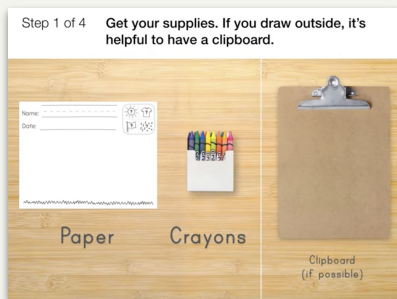 Step 1 of 4
Get your supplies. If you draw outside, it's
helpful to have a clipboard.
Name:
Date:
Paper
Crayons
Clipboard
(if possible)